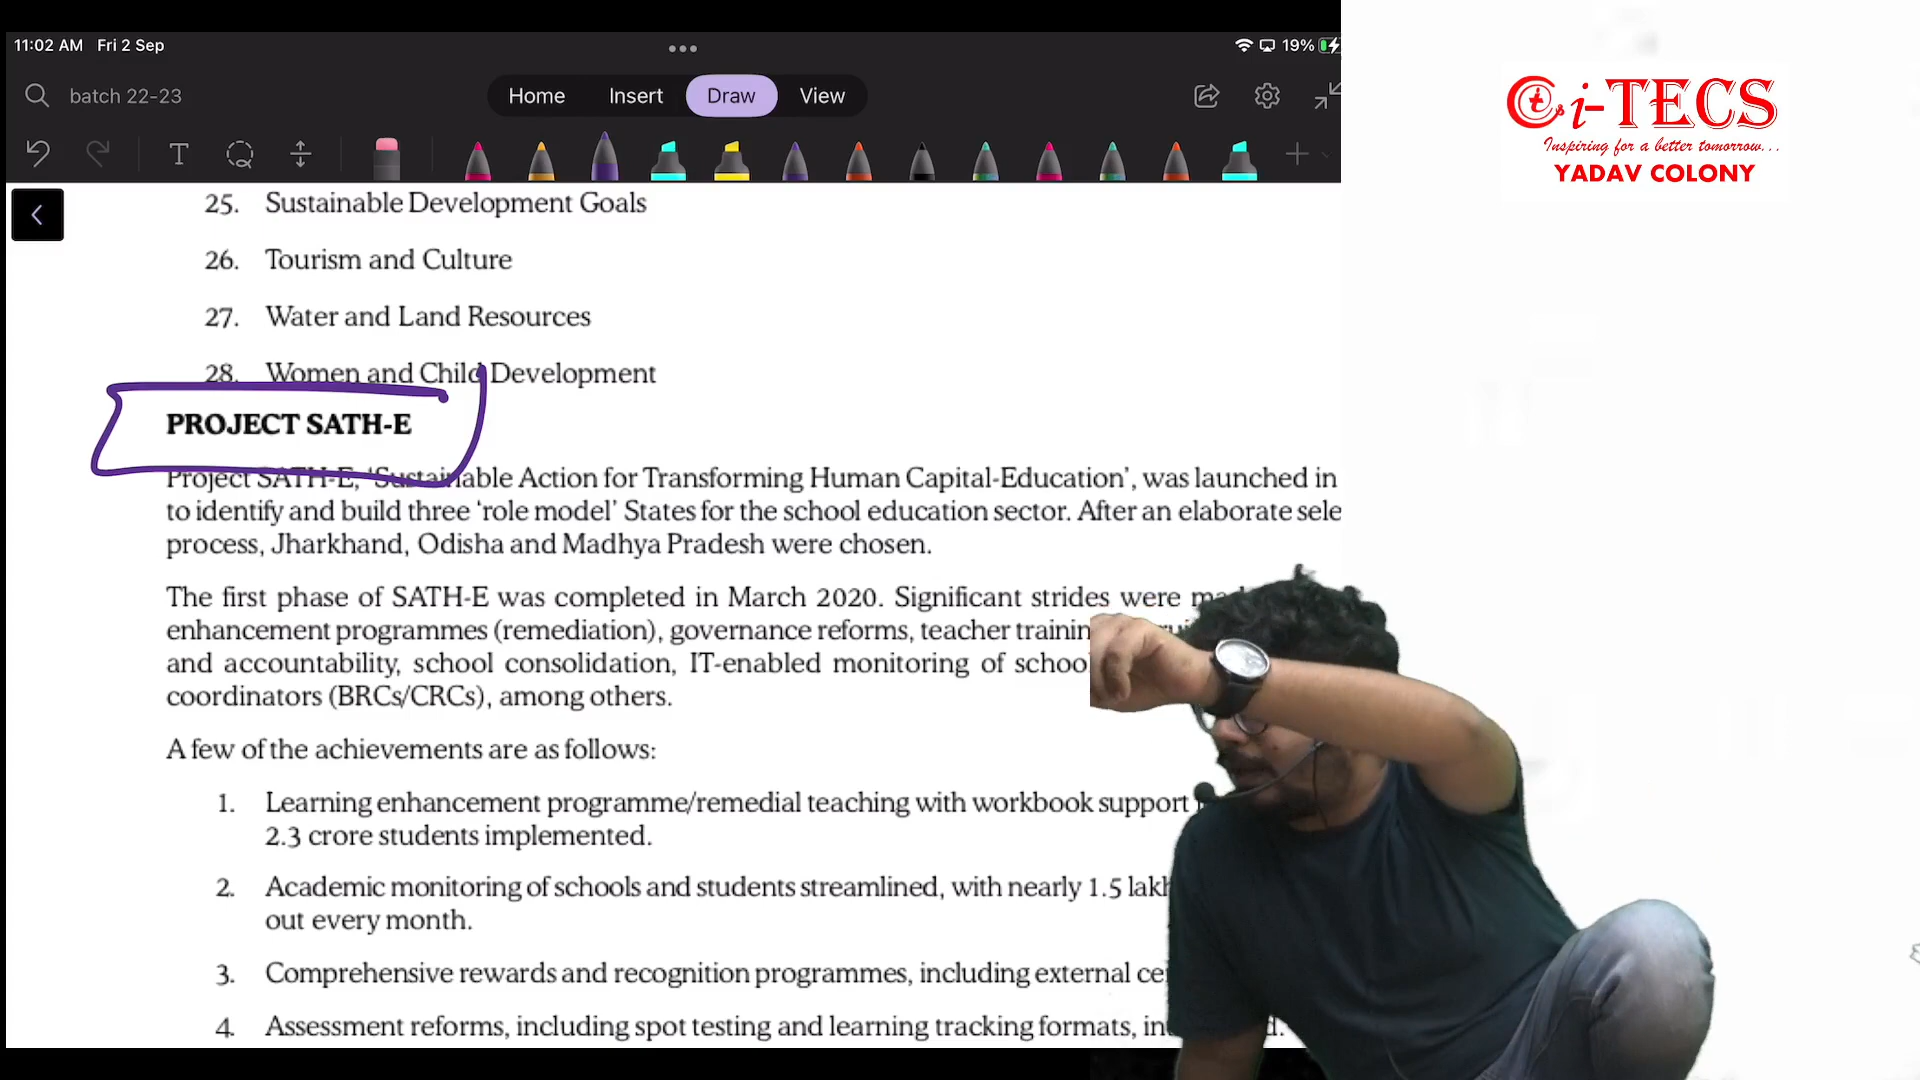 11:02 AM Fri 2 Sep
19%
batch 22-23
Home Insert Draw View
i-TECS
Inspiring for a better tomorrow...
YADAV COLONY
25. Sustainable Development Goals
26. Tourism and Culture
27. Water and Land Resources
28. Women and Child Development
PROJECT SATH-E
Project SATH-E, ‘Sustainable Action for Transforming Human Capital-Education’, was launched in
to identify and build three ‘role model’ States for the school education sector. After an elaborate sele
process, Jharkhand, Odisha and Madhya Pradesh were chosen.
The first phase of SATH-E was completed in March 2020. Significant strides were
enhancement programmes (remediation), governance reforms, teacher
and accountability, school consolidation, IT-enabled monitoring of
coordinators (BRCs/CRCs), among others.
A few of the achievements are as follows:
1. Learning enhancement programme/remedial teaching with workbook support
2.3 crore students implemented.
2. Academic monitoring of schools and students streamlined, with nearly 1.5
out every month.
3. Comprehensive rewards and recognition programmes, including external
4. Assessment reforms, including spot testing and learning tracking formats,